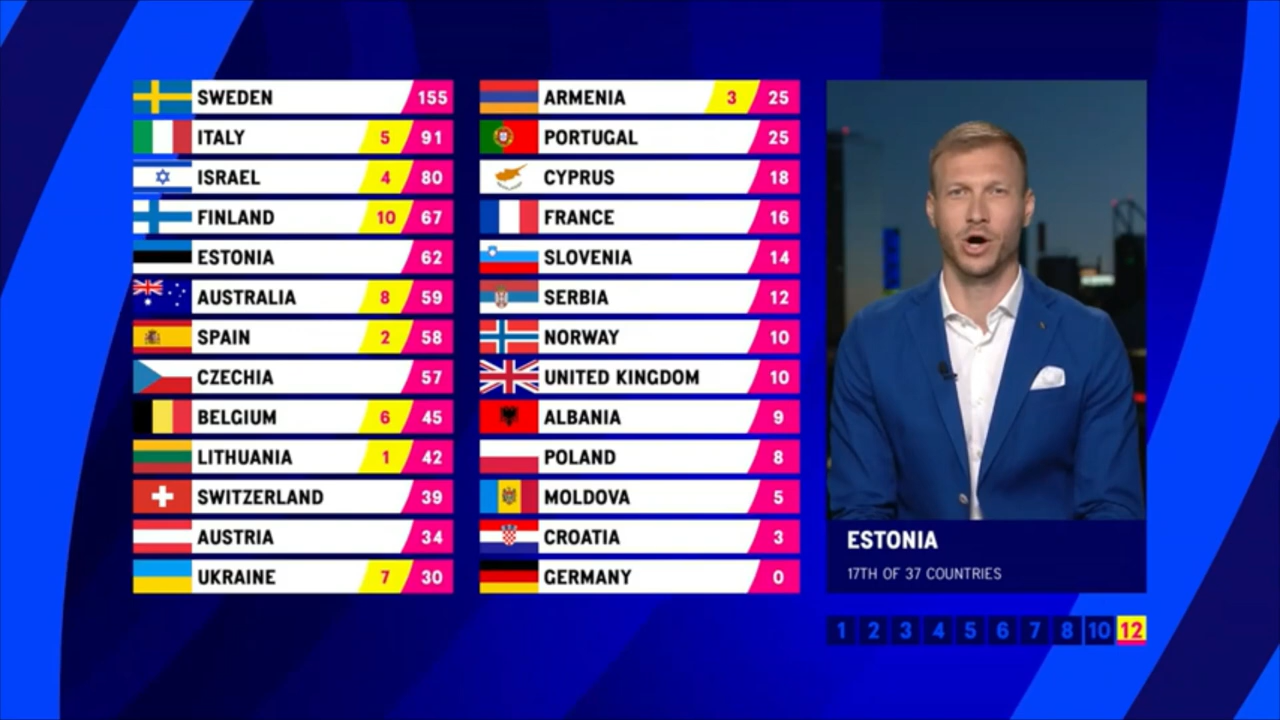 SWEDEN 155
ITALY 5 91
ISRAEL 4 80
FINLAND 10 67
ESTONIA 62
AUSTRALIA 8 59
SPAIN 2 58
CZECHIA 57
BELGIUM 6 45
LITHUANIA 1 42
SWITZERLAND 39
AUSTRIA 34
UKRAINE 7 30
ARMENIA 3 25
PORTUGAL 25
CYPRUS 18
FRANCE 16
SLOVENIA 14
SERBIA 12
NORWAY 10
UNITED KINGDOM 10
ALBANIA 9
POLAND 8
MOLDOVA 5
CROATIA 3
GERMANY 0
ESTONIA
17TH OF 37 COUNTRIES
1 2 3 4 5 6 7 8 10 12